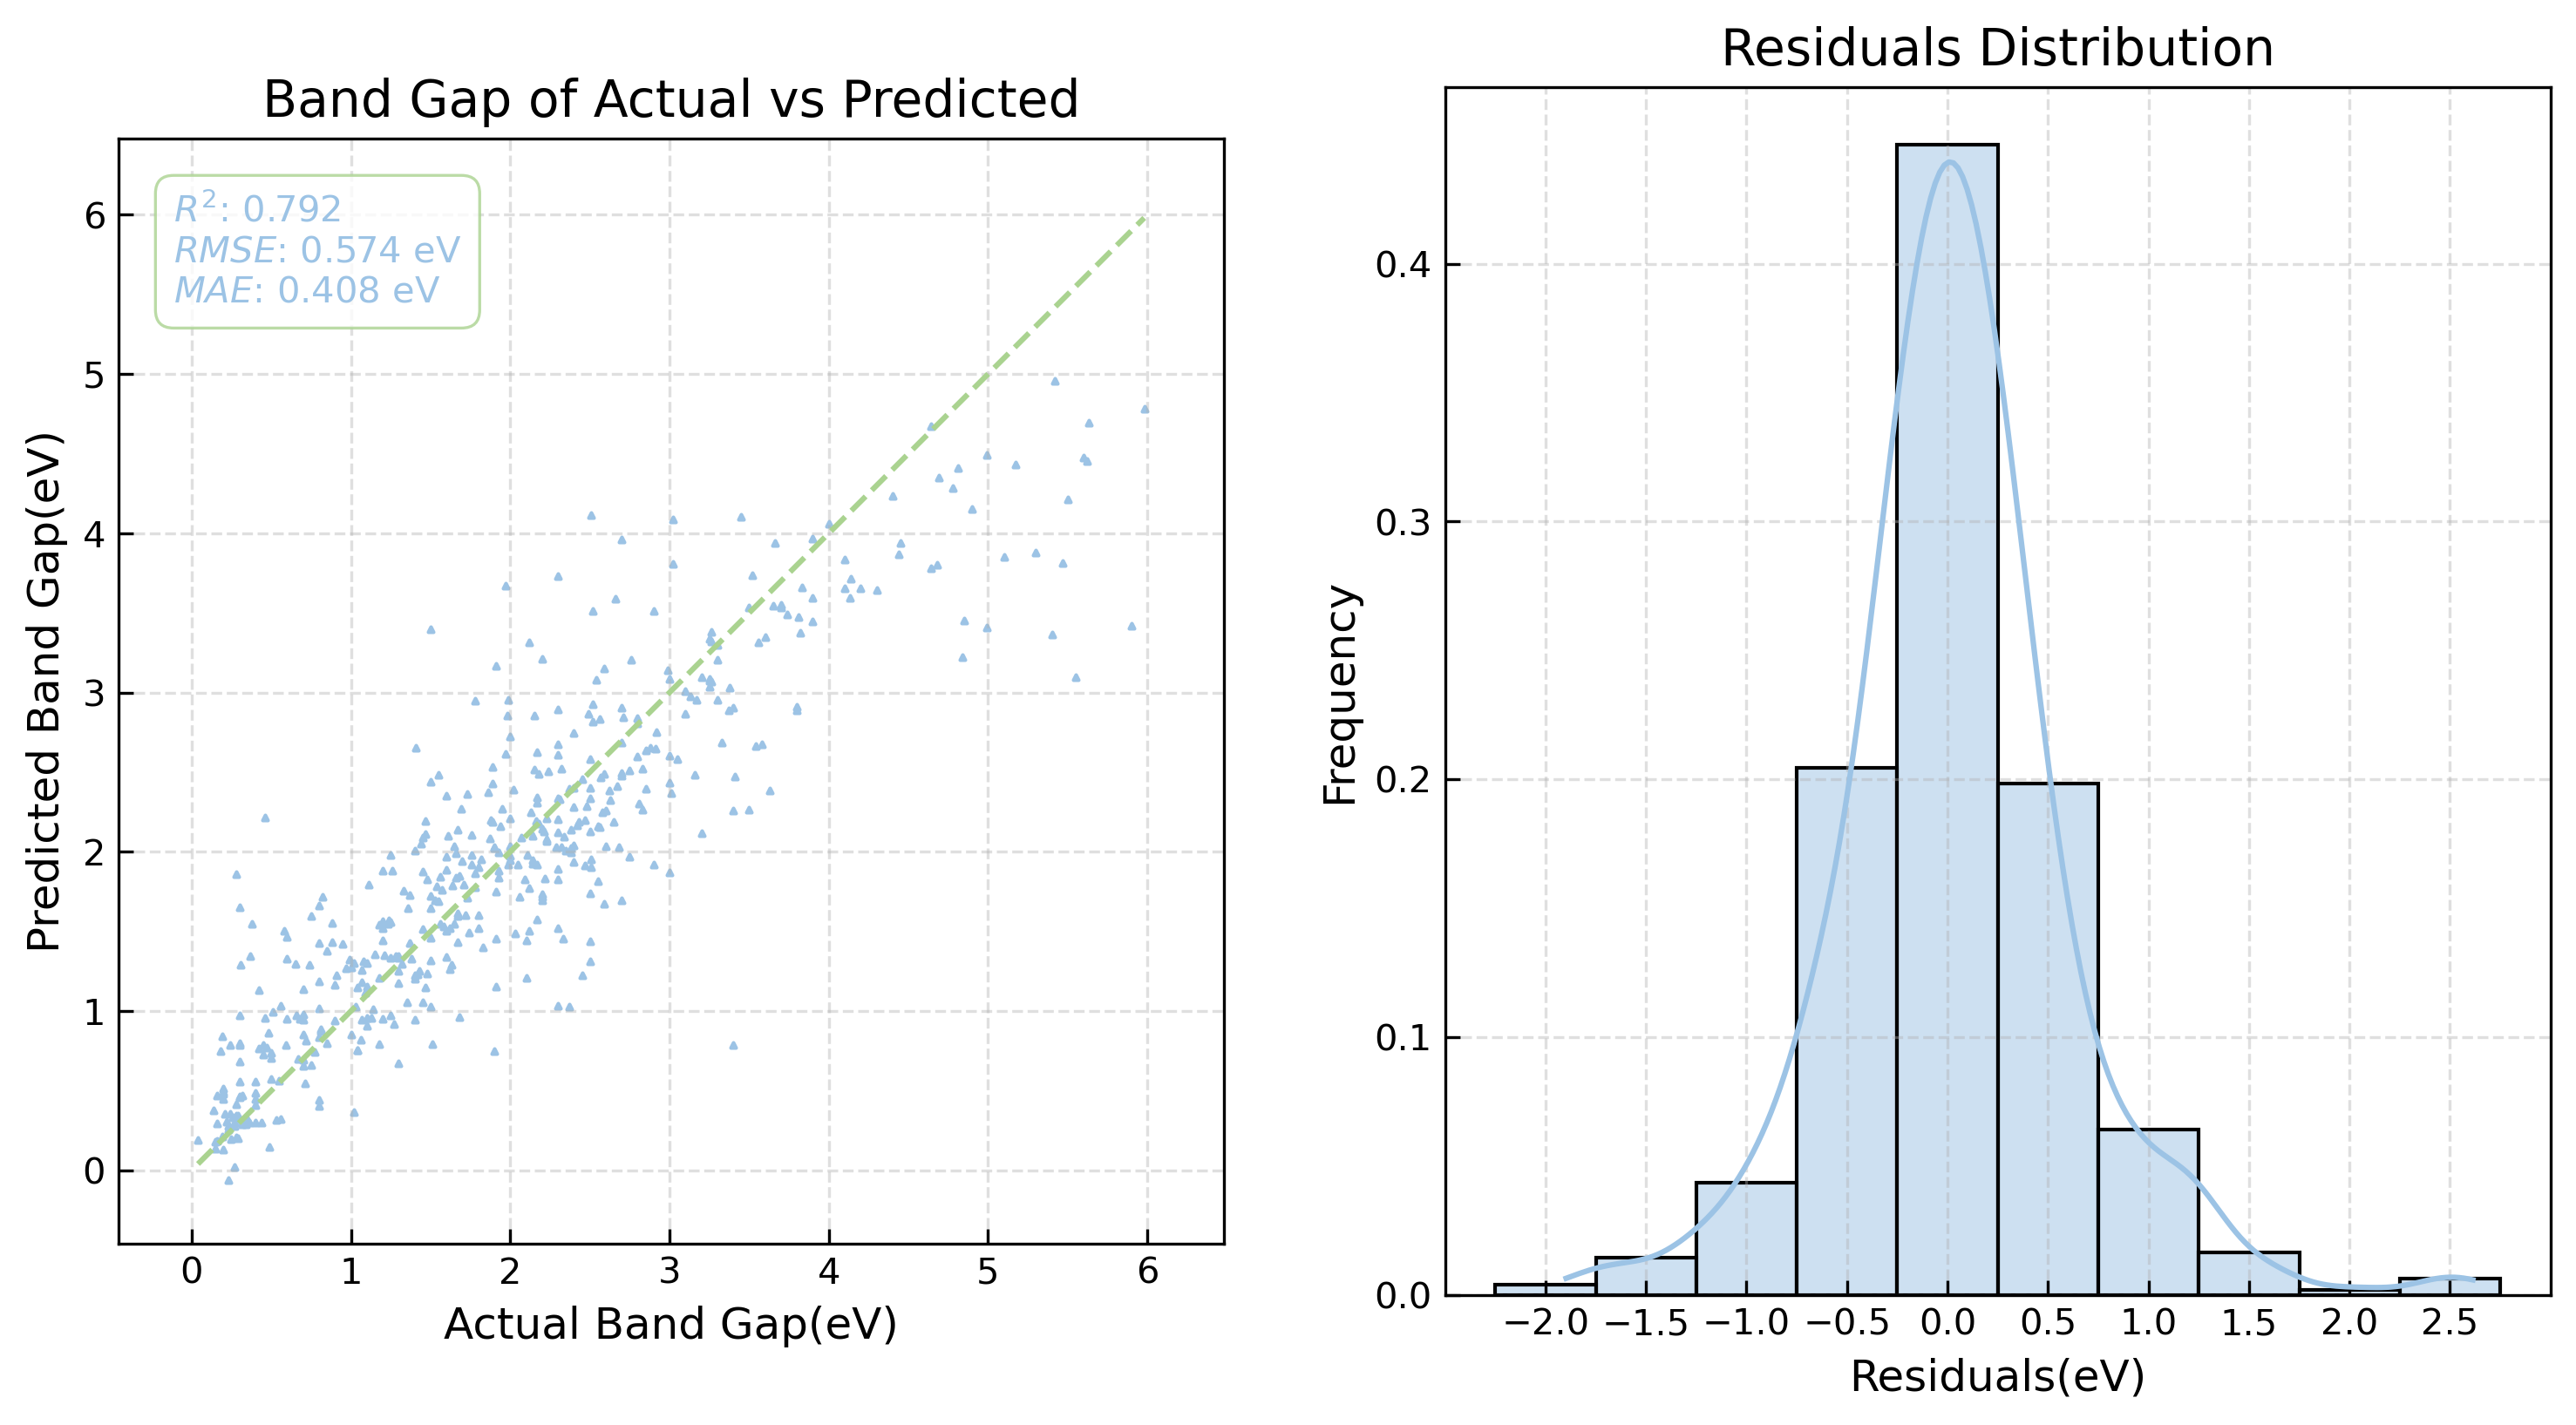 Band Gap of Actual vs Predicted
R²: 0.792
RMSE: 0.574 eV
MAE: 0.408 eV
Predicted Band Gap(eV)
6
5
4
3
2
1
0
0 1 2 3 4 5 6
Actual Band Gap(eV)
Residuals Distribution
Frequency
0.4
0.3
0.2
0.1
0.0
−2.0 −1.5 −1.0 −0.5 0.0 0.5 1.0 1.5 2.0 2.5
Residuals(eV)